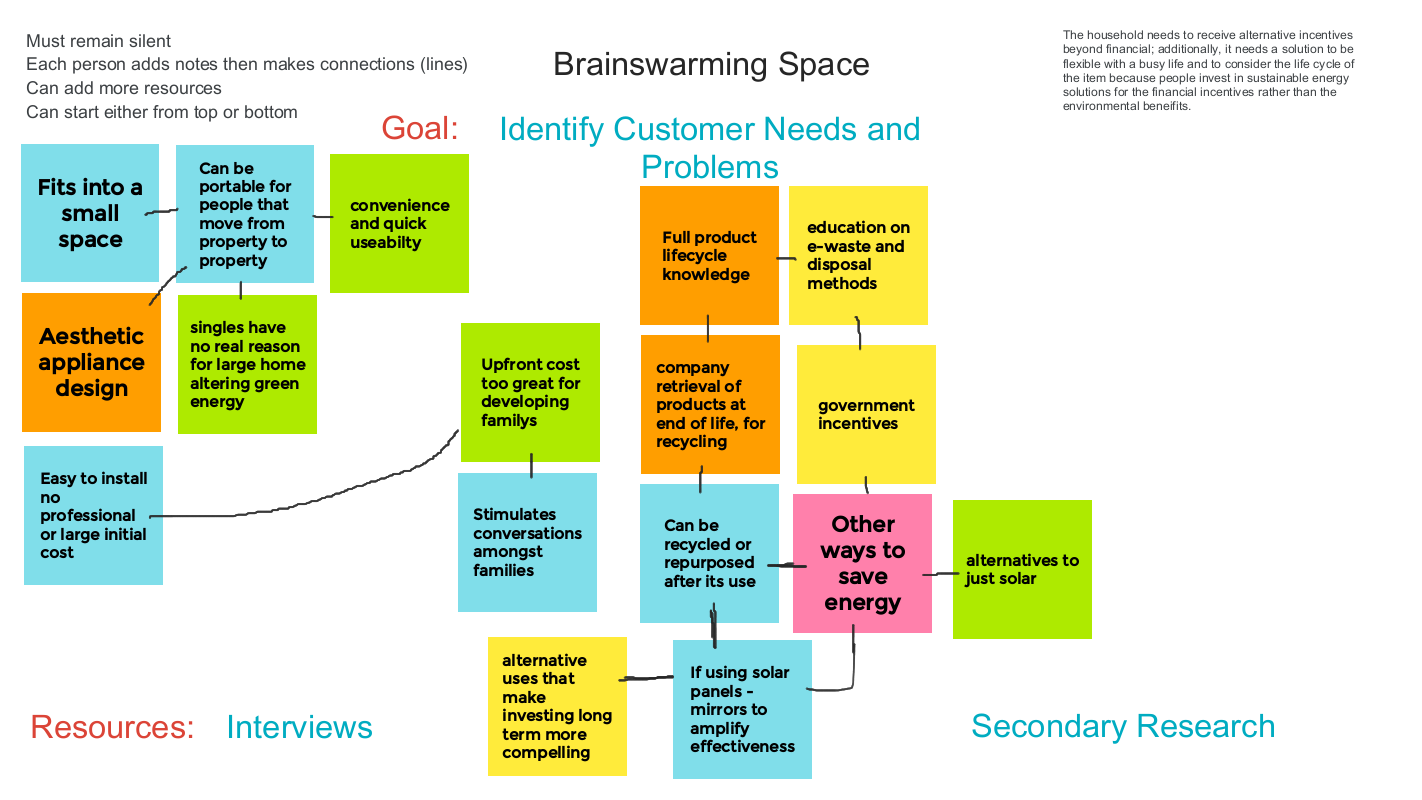 Must remain silent
Each person adds notes then makes connections (lines)
Can add more resources
Can start either from top or bottom
Brainswarming Space
The household needs to receive alternative incentives
beyond financial; additionally, it needs a solution to be
flexible with a busy life and to consider the life cycle of
the item because people invest in sustainable energy
solutions for the financial incentives rather than the
environmental beneifits.
Goal:
Identify Customer Needs and
Problems
Fits into a
small
space
Can be
portable for
people that
move from
property to
property
convenience
and quick
useabilty
Full product
lifecycle
knowledge
education on
e-waste and
disposal
methods
Aesthetic
appliance
design
singles have
no real reason
for large home
altering green
energy
Upfront cost
too great for
developing
familys
company
retrieval of
products at
end of life, for
recycling
government
incentives
Easy to install
no
professional
or large initial
cost
Stimulates
conversations
amongst
families
Can be
recycled or
repurposed
after its use
Other
ways to
save
energy
alternatives to
just solar
alternative
uses that
make
investing long
term more
compelling
If using solar
panels -
mirrors to
amplify
effectiveness
Resources:
Interviews
Secondary Research